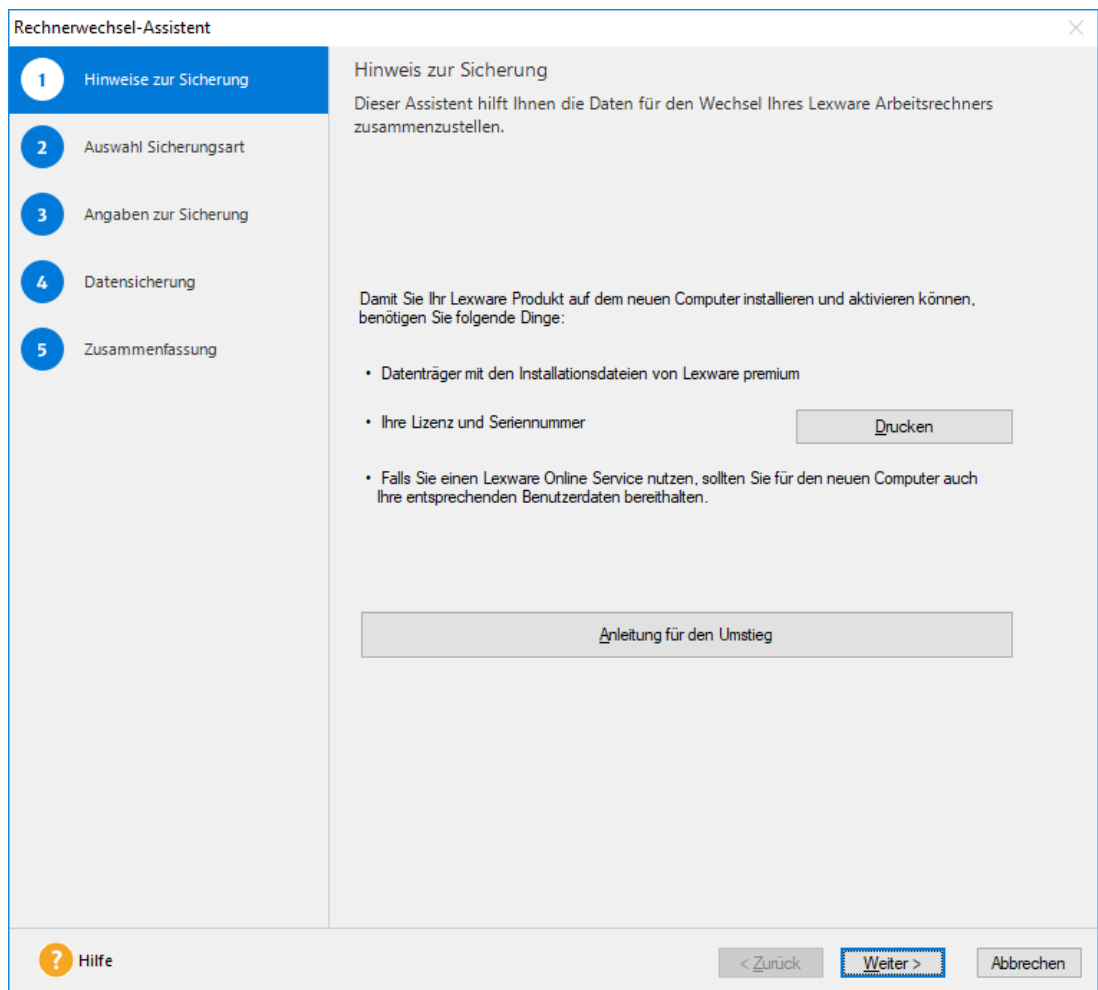 Rechnerwechsel-Assistent
1 Hinweise zur Sicherung
2 Auswahl Sicherungsart
3 Angaben zur Sicherung
4 Datensicherung
5 Zusammenfassung
Hinweis zur Sicherung
Dieser Assistent hilft Ihnen die Daten für den Wechsel Ihres Lexware Arbeitsrechners
zusammenzustellen.
Damit Sie Ihr Lexware Produkt auf dem neuen Computer installieren und aktivieren können,
benötigen Sie folgende Dinge:
• Datenträger mit den Installationsdateien von Lexware premium
• Ihre Lizenz und Seriennummer
Drucken
• Falls Sie einen Lexware Online Service nutzen, sollten Sie für den neuen Computer auch
Ihre entsprechenden Benutzerdaten bereithalten.
Anleitung für den Umstieg
? Hilfe
< Zurück
Weiter >
Abbrechen